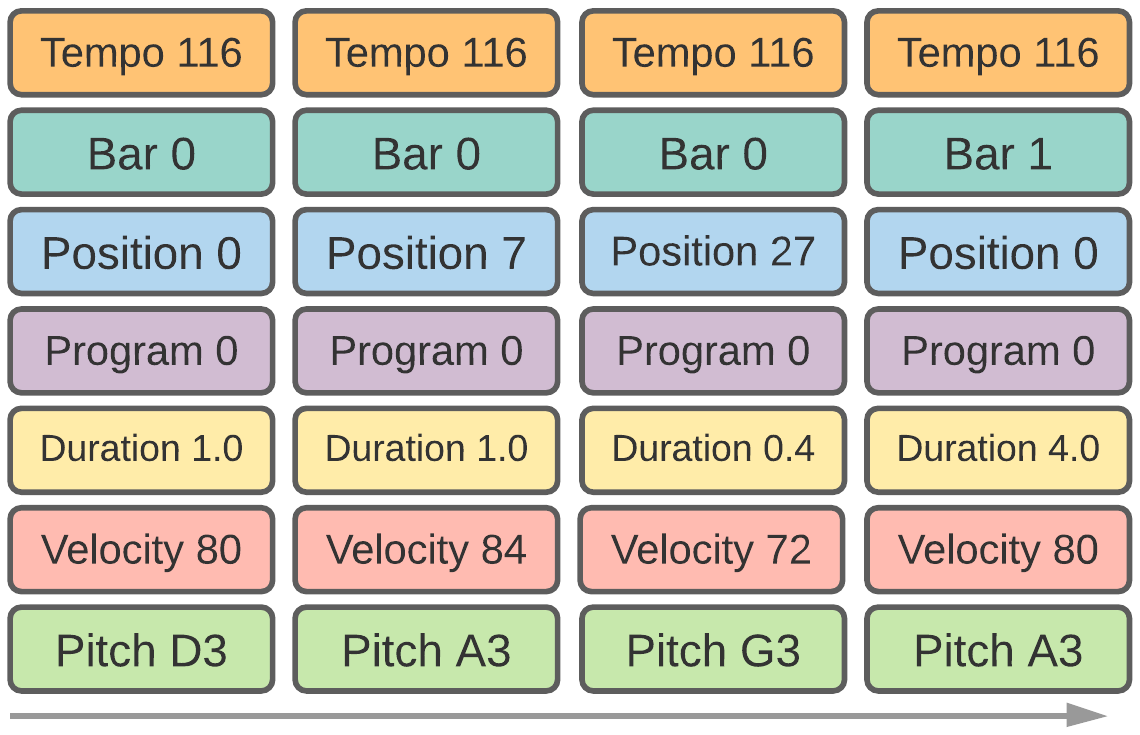 Tempo 116 Tempo 116 Tempo 116 Tempo 116
Bar 0 Bar 0 Bar 0 Bar 1
Position 0 Position 7 Position 27 Position 0
Program 0 Program 0 Program 0 Program 0
Duration 1.0 Duration 1.0 Duration 0.4 Duration 4.0
Velocity 80 Velocity 84 Velocity 72 Velocity 80
Pitch D3 Pitch A3 Pitch G3 Pitch A3